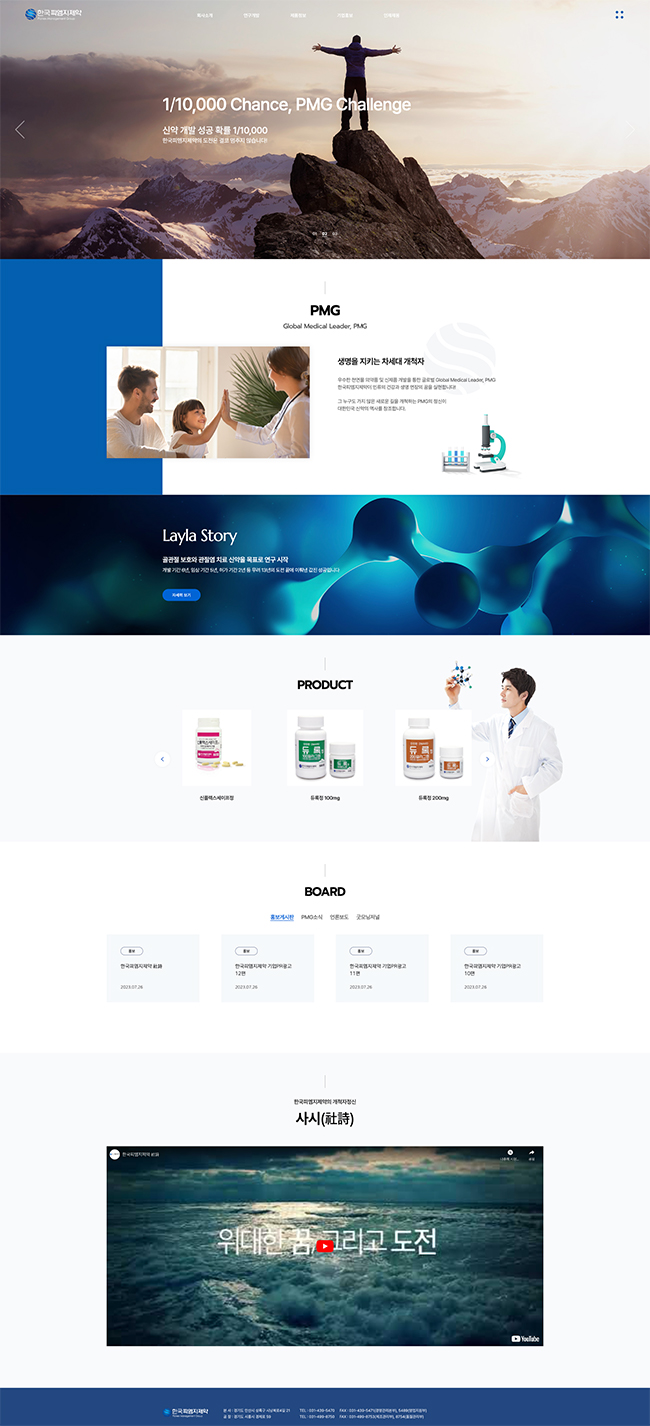 한국피엠지제약
회사소개 연구개발 제품정보 기업홍보 고객지원
1/10,000 Chance, PMG Challenge
신약 개발 성공 확률 1/10,000
한국피엠지제약의 도전은 결코 멈추지 않습니다!
01 02 03
PMG
Global Medical Leader, PMG
생명을 지키는 차세대 개척자
우수한 천연물 의약품 및 신제품 개발을 통한 글로벌 Global Medical Leader, PMG
한국피엠지제약이 인류의 건강과 생명 연장의 꿈을 실현합니다!
그 누구도 가지 않은 새로운 길을 개척하는 PMG의 정신이
대한민국 신약의 역사를 창조합니다.
Layla Story
골관절 보호와 관절염 치료 신약을 목표로 연구 시작
개발 기간 6년, 임상 기간 5년, 허가 기간 2년 등 무려 13년의 도전 끝에 이뤄낸 값진 성공입니다
자세히 보기
PRODUCT
듀록정
듀록정
신플렉스세이프정
듀록정 100mg
듀록정 200mg
BOARD
홍보게시판 PMG소식 언론보도 굿모닝저널
홍보
한국피엠지제약 社詩
2023.07.26
홍보
한국피엠지제약 기업PR광고
12편
2023.07.26
홍보
한국피엠지제약 기업PR광고
11편
2023.07.26
홍보
한국피엠지제약 기업PR광고
10편
2023.07.26
한국피엠지제약의 개척자정신
사시(社詩)
한국피엠지제약 社詩
공유
위대한 꿈, 그리고 도전
YouTube
한국피엠지제약